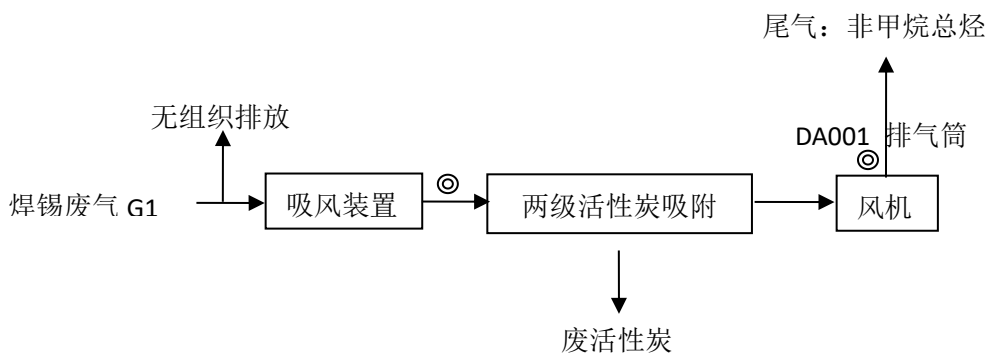 尾气：非甲烷总烃
无组织排放
DA001 排气筒
焊锡废气 G1
吸风装置
两级活性炭吸附
风机
废活性炭